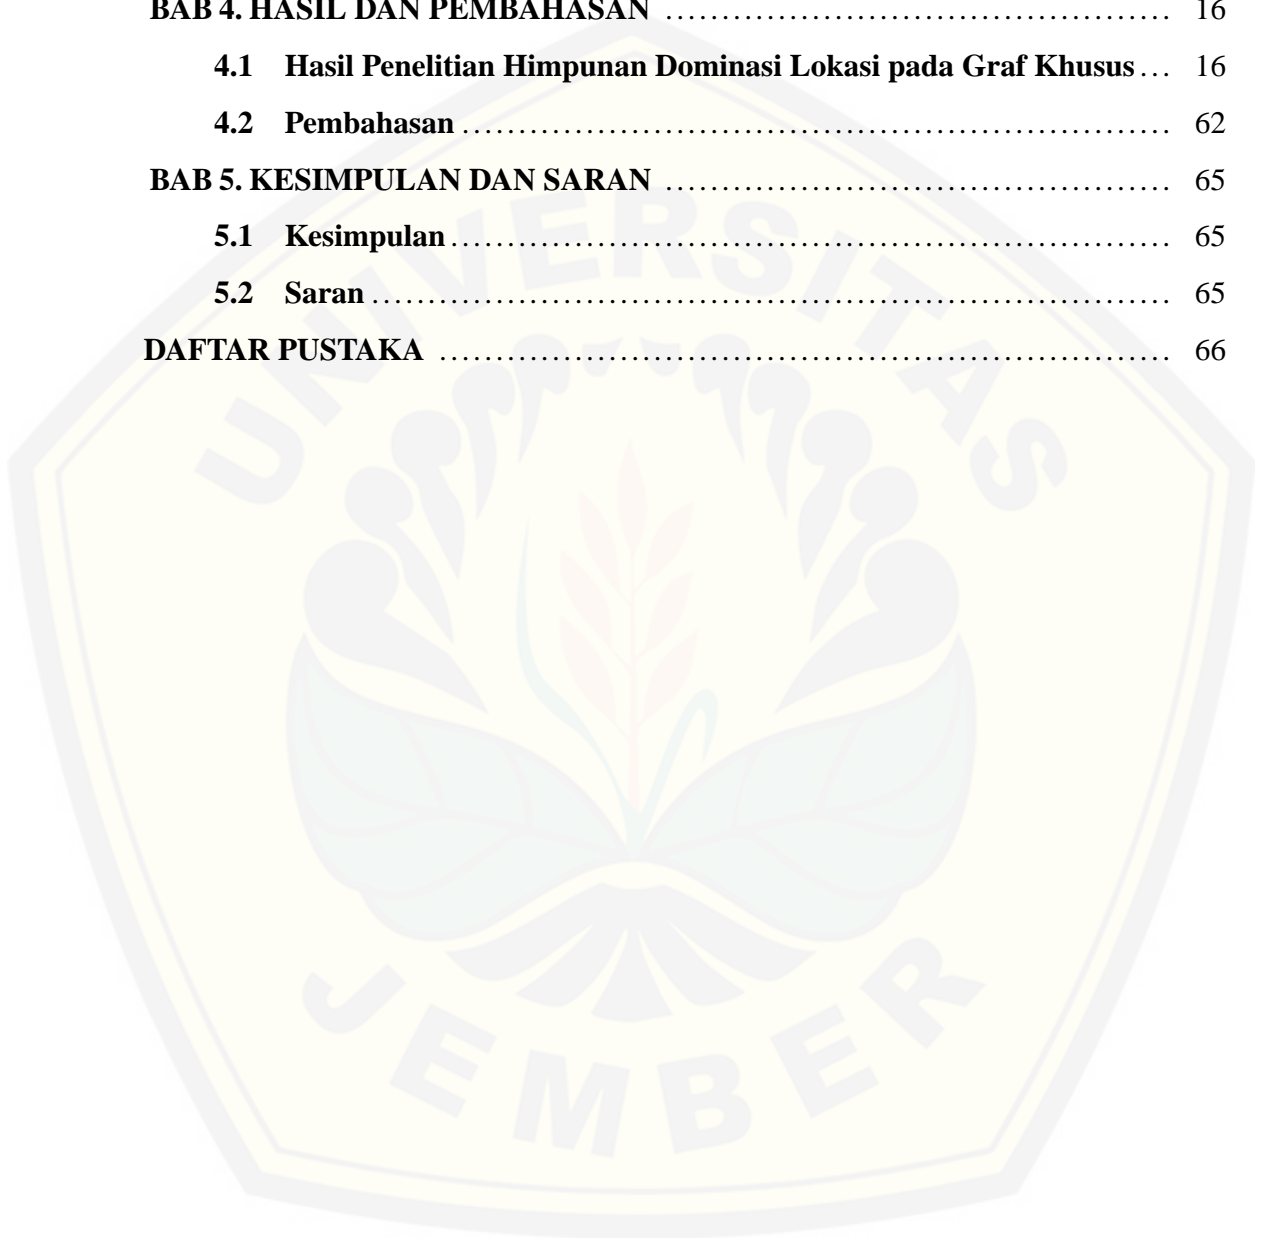 BAB 4. HASIL DAN PEMBAHASAN ........................................................ 16
4.1 Hasil Penelitian Himpunan Dominasi Lokasi pada Graf Khusus ... 16
4.2 Pembahasan ................................................................................ 62
BAB 5. KESIMPULAN DAN SARAN ........................................................ 65
5.1 Kesimpulan ................................................................................. 65
5.2 Saran .......................................................................................... 65
DAFTAR PUSTAKA .................................................................................. 66
UNIVERSITAS
JEMBER